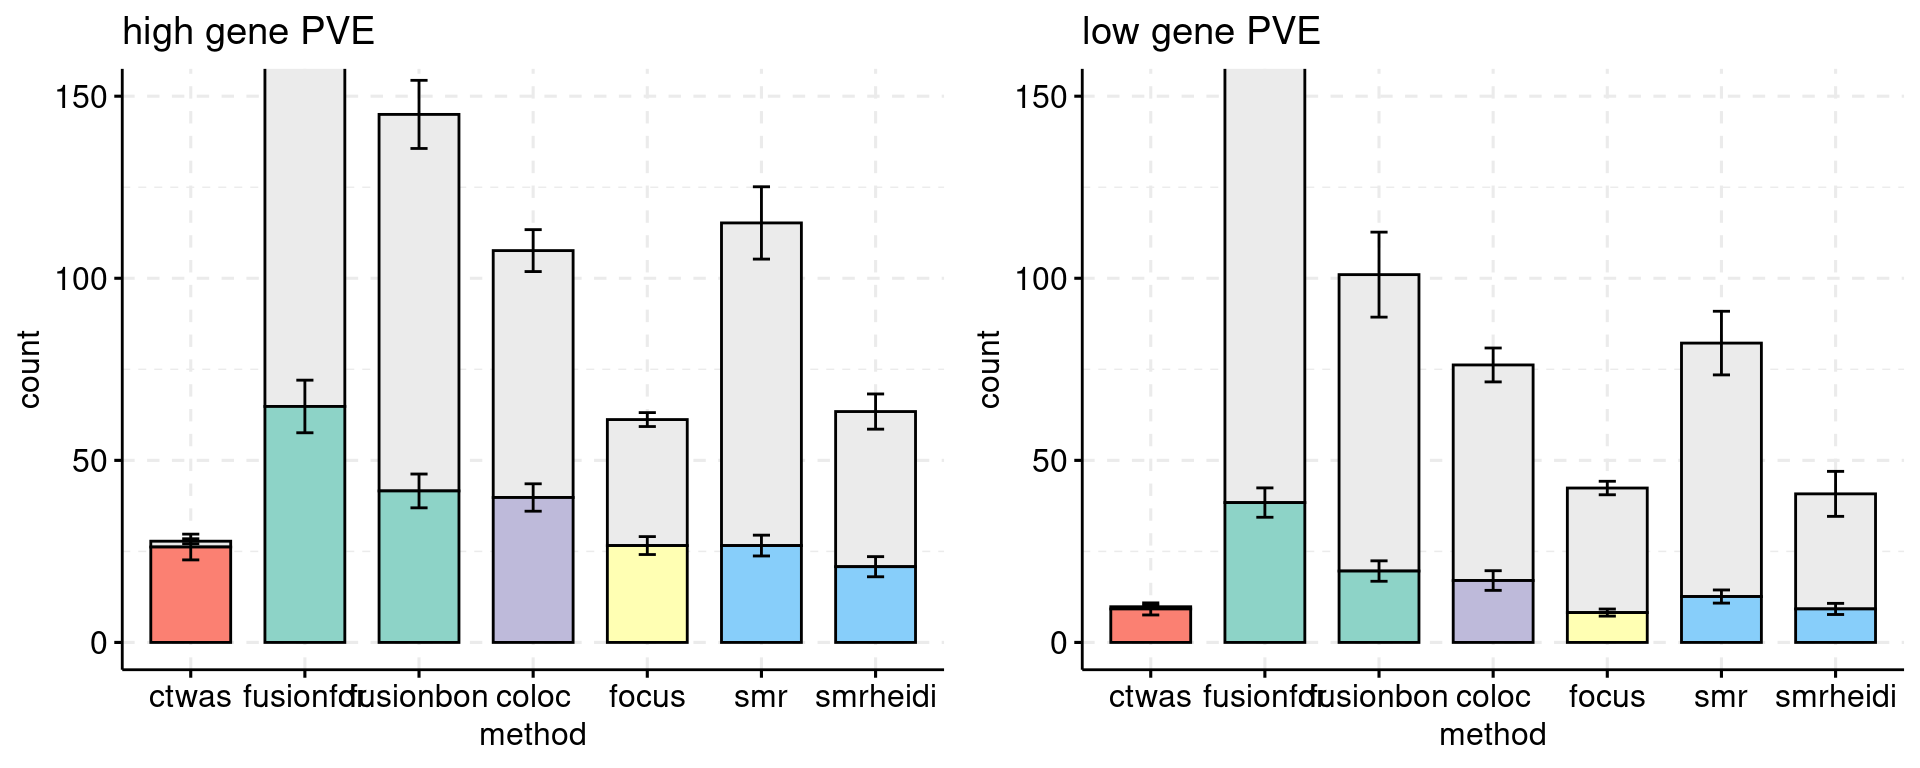 high gene PVE
150
100
50
0
count
ctwas fusionfdr fusionbon coloc focus smr smrheidi
method
low gene PVE
150
100
50
0
count
ctwas fusionfdr fusionbon coloc focus smr smrheidi
method